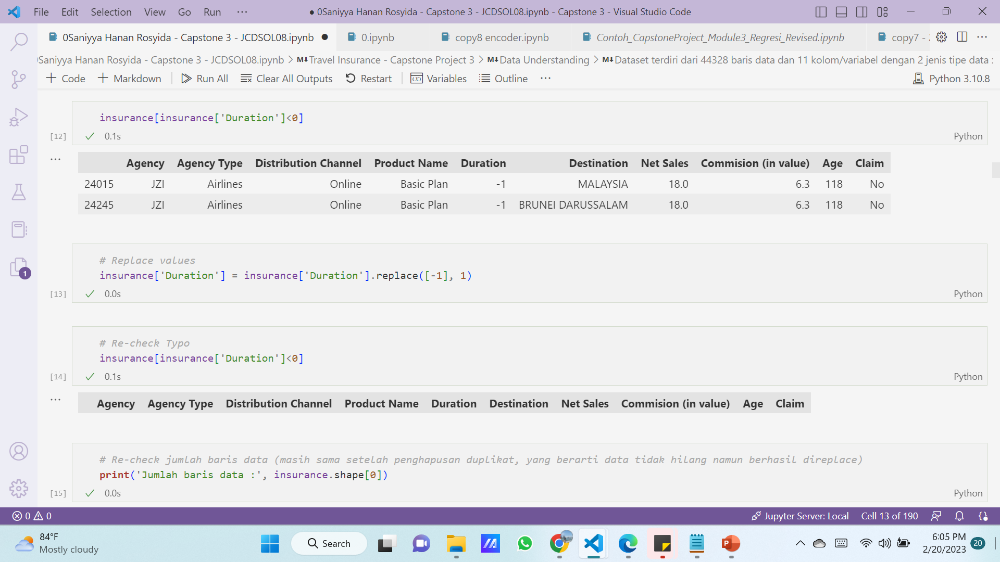 File Edit Selection View Go Run ··· ● 0Saniyya Hanan Rosyida - Capstone 3 - JCDSOL08.ipynb - Capstone 3 - Visual Studio Code
0Saniyya Hanan Rosyida - Capstone 3 - JCDSOL08.ipynb ● 0.ipynb copy8 encoder.ipynb Contoh_CapstoneProject_Module3_Regresi_Revised.ipynb copy7 -
Saniyya Hanan Rosyida - Capstone 3 - JCDSOL08.ipynb > M↓Travel Insurance - Capstone Project 3 > M↓Data Understanding > M↓Dataset terdiri dari 44328 baris data dan 11 kolom/variabel dengan 2 jenis tipe data :
+ Code + Markdown Run All Clear All Outputs Restart Variables Outline ··· Python 3.10.8
insurance[insurance['Duration']<0]
[12] ✓ 0.1s Python
Agency Agency Type Distribution Channel Product Name Duration Destination Net Sales Commision (in value) Age Claim
24015 JZI Airlines Online Basic Plan -1 MALAYSIA 18.0 6.3 118 No
24245 JZI Airlines Online Basic Plan -1 BRUNEI DARUSSALAM 18.0 6.3 118 No
# Replace values
insurance['Duration'] = insurance['Duration'].replace([-1], 1)
[13] ✓ 0.0s Python
# Re-check Typo
insurance[insurance['Duration']<0]
[14] ✓ 0.1s Python
Agency Agency Type Distribution Channel Product Name Duration Destination Net Sales Commision (in value) Age Claim
# Re-check jumlah baris data (masih sama setelah penghapusan duplikat, yang berarti data tidak hilang namun berhasil direplace)
print('Jumlah baris data :', insurance.shape[0])
[15] ✓ 0.0s Python
1
0 0 Jupyter Server: Local Cell 13 of 190
84°F
Mostly cloudy
Search
6:05 PM
2/20/2023
20